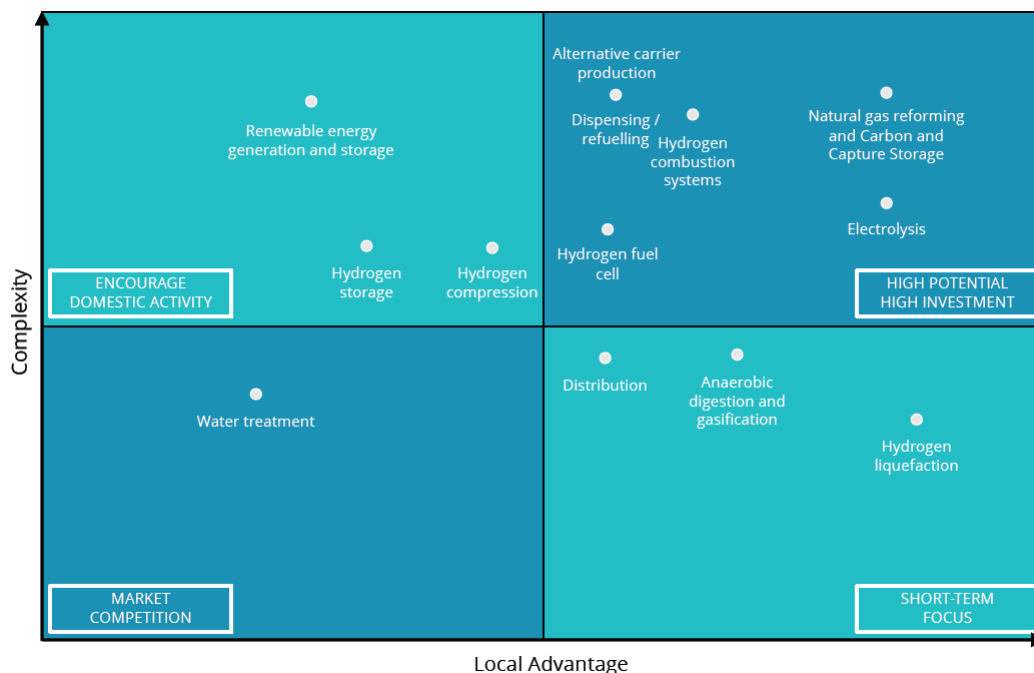 Complexity
Alternative carrier
production
Dispensing /
refuelling
Hydrogen
combustion
systems
Natural gas reforming
and Carbon and
Capture Storage
Renewable energy
generation and storage
Electrolysis
Hydrogen
storage
Hydrogen
compression
Hydrogen fuel
cell
ENCOURAGE
DOMESTIC ACTIVITY
HIGH POTENTIAL
HIGH INVESTMENT
Water treatment
Distribution
Anaerobic
digestion and
gasification
Hydrogen
liquefaction
MARKET
COMPETITION
SHORT-TERM
FOCUS
Local Advantage